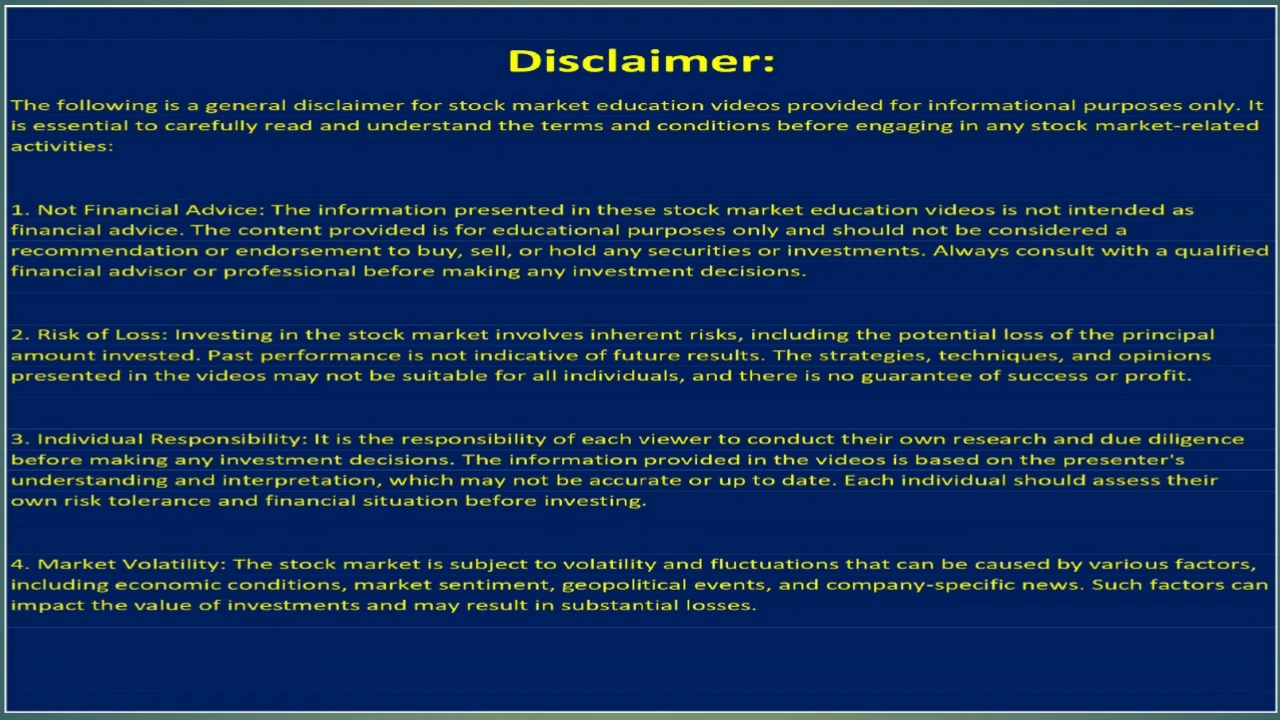 Disclaimer:
The following is a general disclaimer for stock market education videos provided for informational purposes only. It
is essential to carefully read and understand the terms and conditions before engaging in any stock market-related
activities:
1. Not Financial Advice: The information presented in these stock market education videos is not intended as
financial advice. The content provided is for educational purposes only and should not be considered a
recommendation or endorsement to buy, sell, or hold any securities or investments. Always consult with a qualified
financial advisor or professional before making any investment decisions.
2. Risk of Loss: Investing in the stock market involves inherent risks, including the potential loss of the principal
amount invested. Past performance is not indicative of future results. The strategies, techniques, and opinions
presented in the videos may not be suitable for all individuals, and there is no guarantee of success or profit.
3. Individual Responsibility: It is the responsibility of each viewer to conduct their own research and due diligence
before making any investment decisions. The information provided in the videos is based on the presenter's
understanding and interpretation, which may not be accurate or up to date. Each individual should assess their
own risk tolerance and financial situation before investing.
4. Market Volatility: The stock market is subject to volatility and fluctuations that can be caused by various factors,
including economic conditions, market sentiment, geopolitical events, and company-specific news. Such factors can
impact the value of investments and may result in substantial losses.